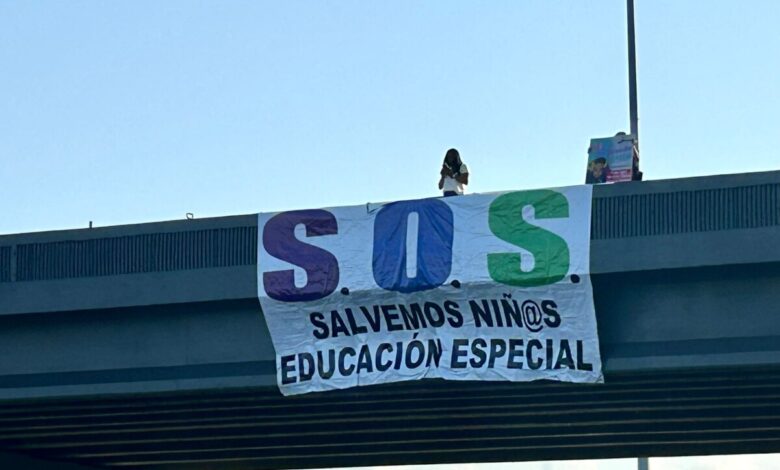 S.O.S.
SALVEMOS NIÑ@S
EDUCACIÓN ESPECIAL